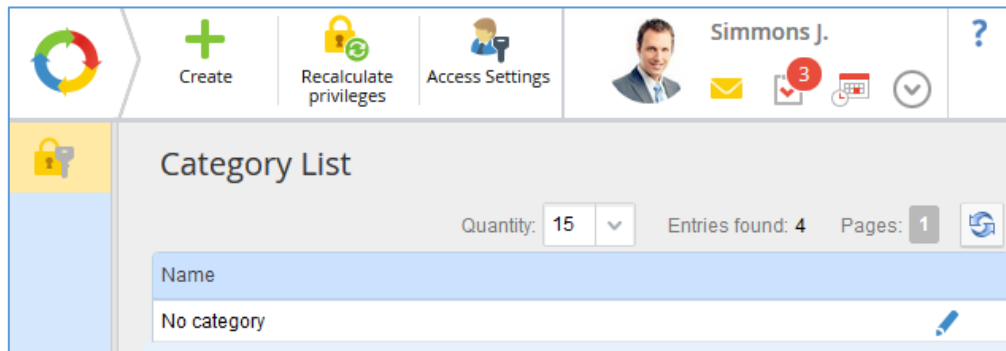 Create
Recalculate
privileges
Access Settings
Simmons J.
3
?
Category List
Quantity: 15
Entries found: 4
Pages: 1
Name
No category